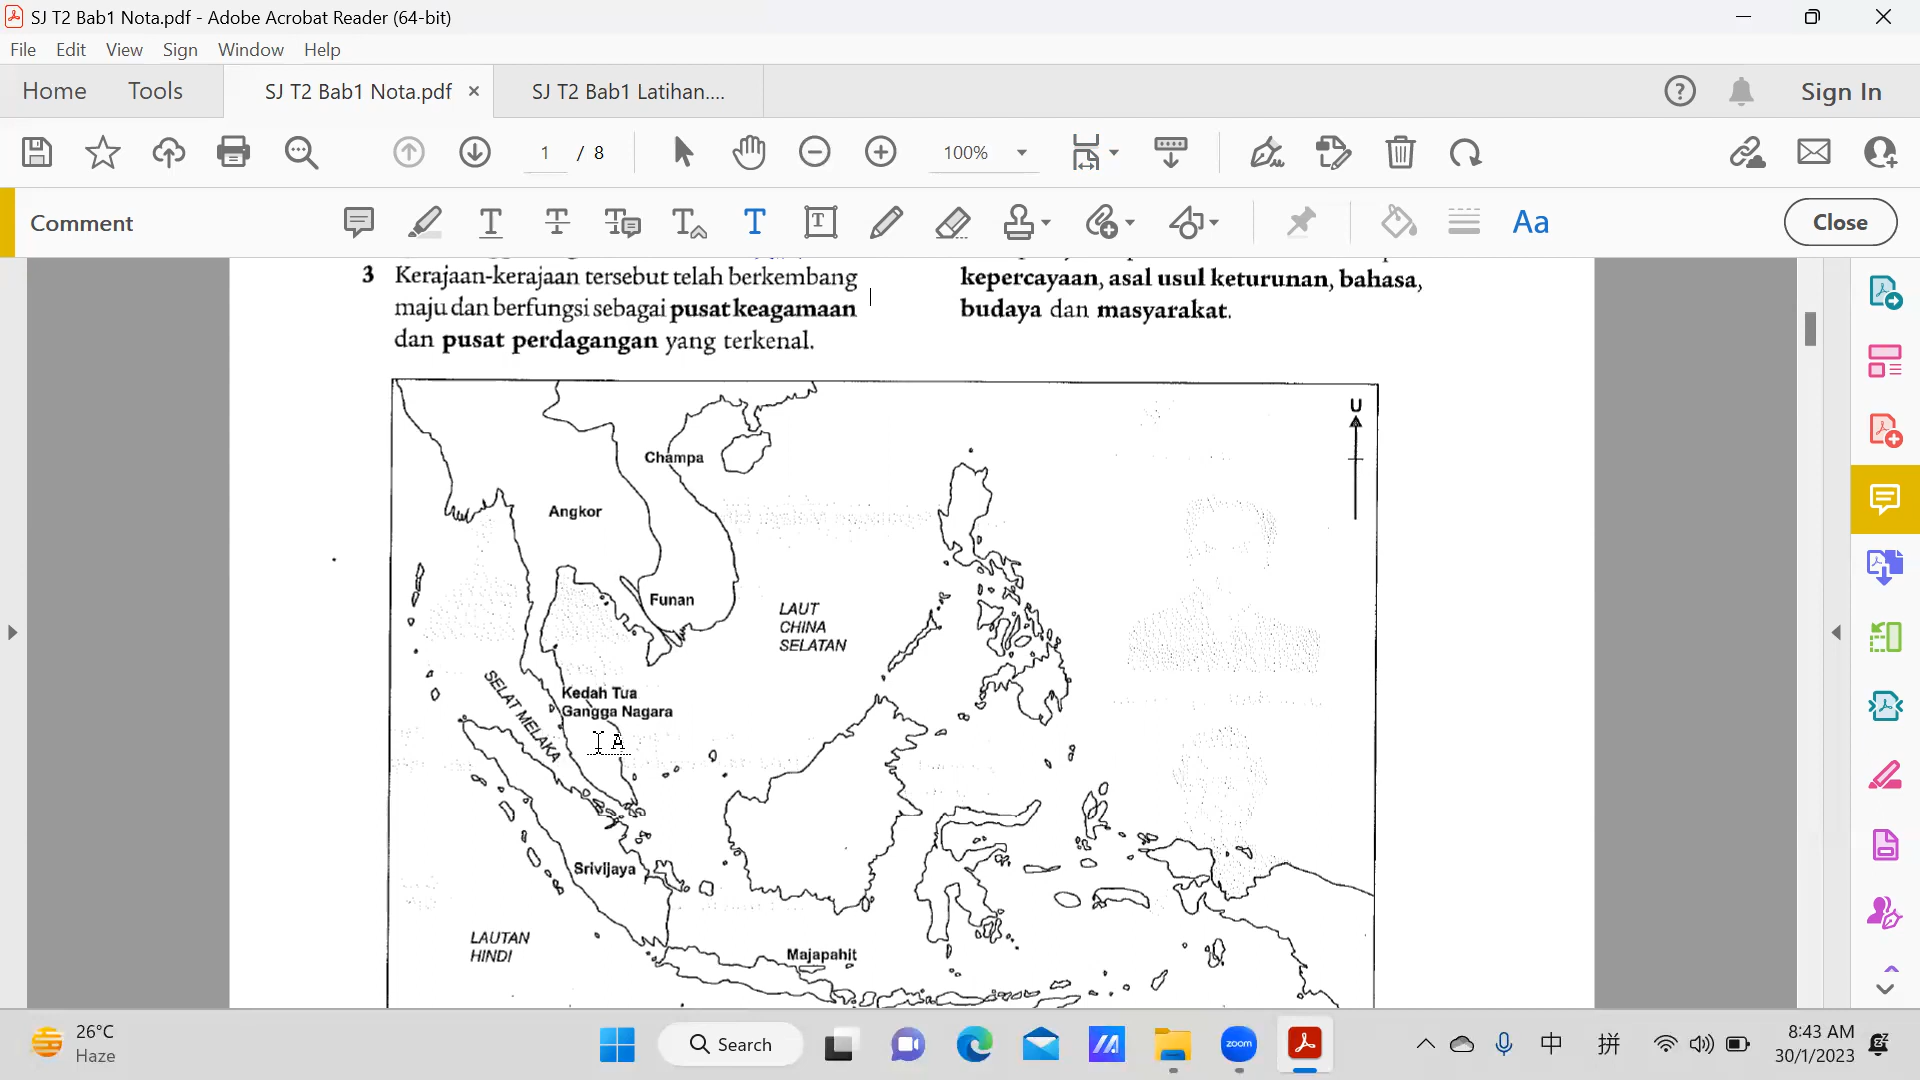 SJ T2 Bab1 Nota.pdf - Adobe Acrobat Reader (64-bit)
File Edit View Sign Window Help
Home Tools SJ T2 Bab1 Nota.pdf × SJ T2 Bab1 Latihan.... Sign In
1 / 8 100%
Comment Aa Close
3 Kerajaan-kerajaan tersebut telah berkembang
maju dan berfungsi sebagai pusat keagamaan
dan pusat perdagangan yang terkenal.
kepercayaan, asal usul keturunan, bahasa,
budaya dan masyarakat.
U
Champa
Angkor
Funan
LAUT
CHINA
SELATAN
Kedah Tua
Gangga Nagara
SELAT MELAKA
Srivijaya
LAUTAN
HINDI
Majapahit
26°C
Haze
Search
zoom
中 拼
8:43 AM
30/1/2023